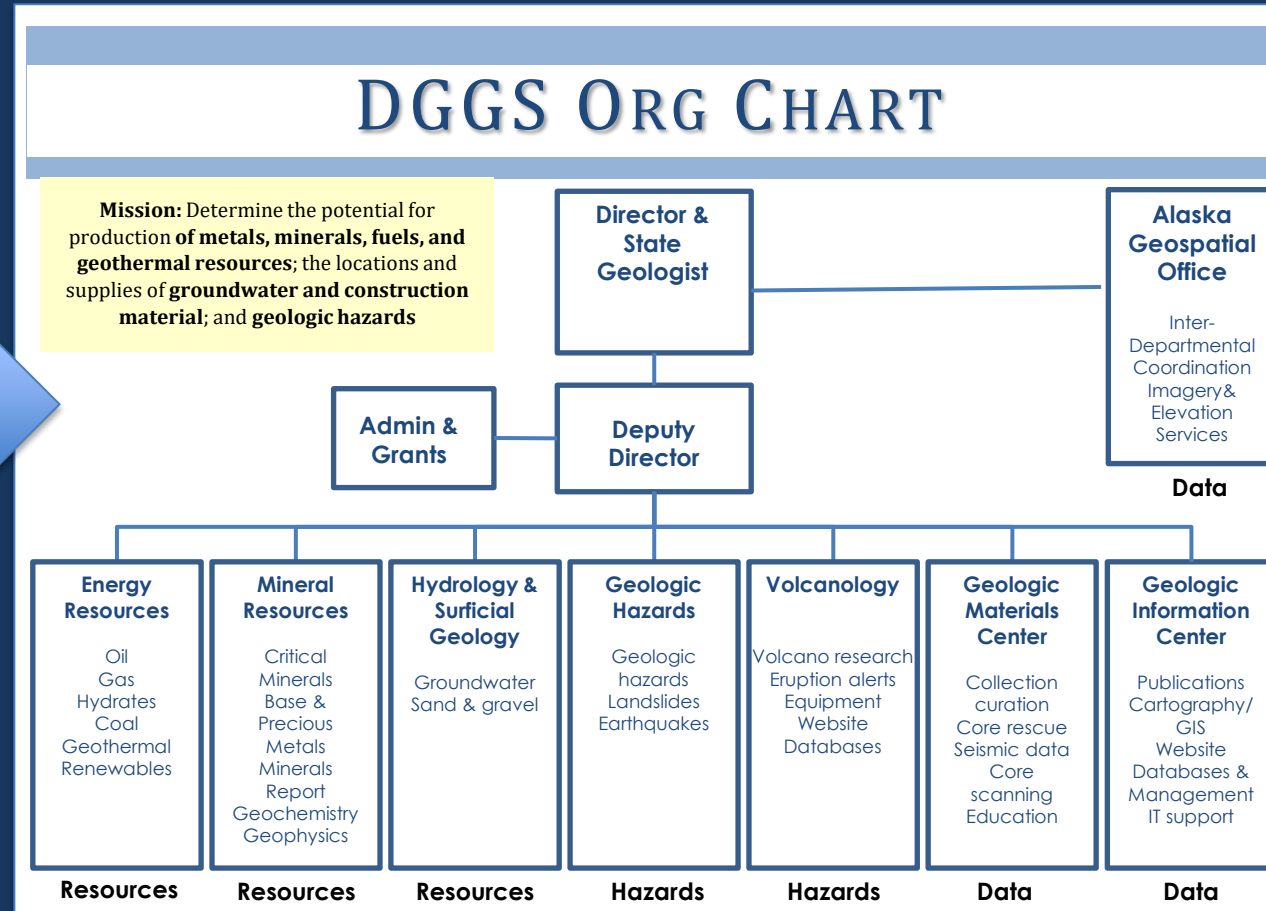 DGGS ORG CHART
Mission: Determine the potential for
production of metals, minerals, fuels, and
geothermal resources; the locations and
supplies of groundwater and construction
material; and geologic hazards
Director &
State
Geologist
Alaska
Geospatial
Office
Inter-
Departmental
Coordination
Imagery&
Elevation
Services
Data
Admin &
Grants
Deputy
Director
Energy
Resources
Oil
Gas
Hydrates
Coal
Geothermal
Renewables
Resources
Mineral
Resources
Critical
Minerals
Base &
Precious
Metals
Minerals
Report
Geochemistry
Geophysics
Resources
Hydrology &
Surficial
Geology
Groundwater
Sand & gravel
Resources
Geologic
Hazards
Geologic
hazards
Landslides
Earthquakes
Hazards
Volcanology
Volcano research
Eruption alerts
Equipment
Website
Databases
Hazards
Geologic
Materials
Center
Collection
curation
Core rescue
Seismic data
Core
scanning
Education
Data
Geologic
Information
Center
Publications
Cartography/
GIS
Website
Databases &
Management
IT support
Data